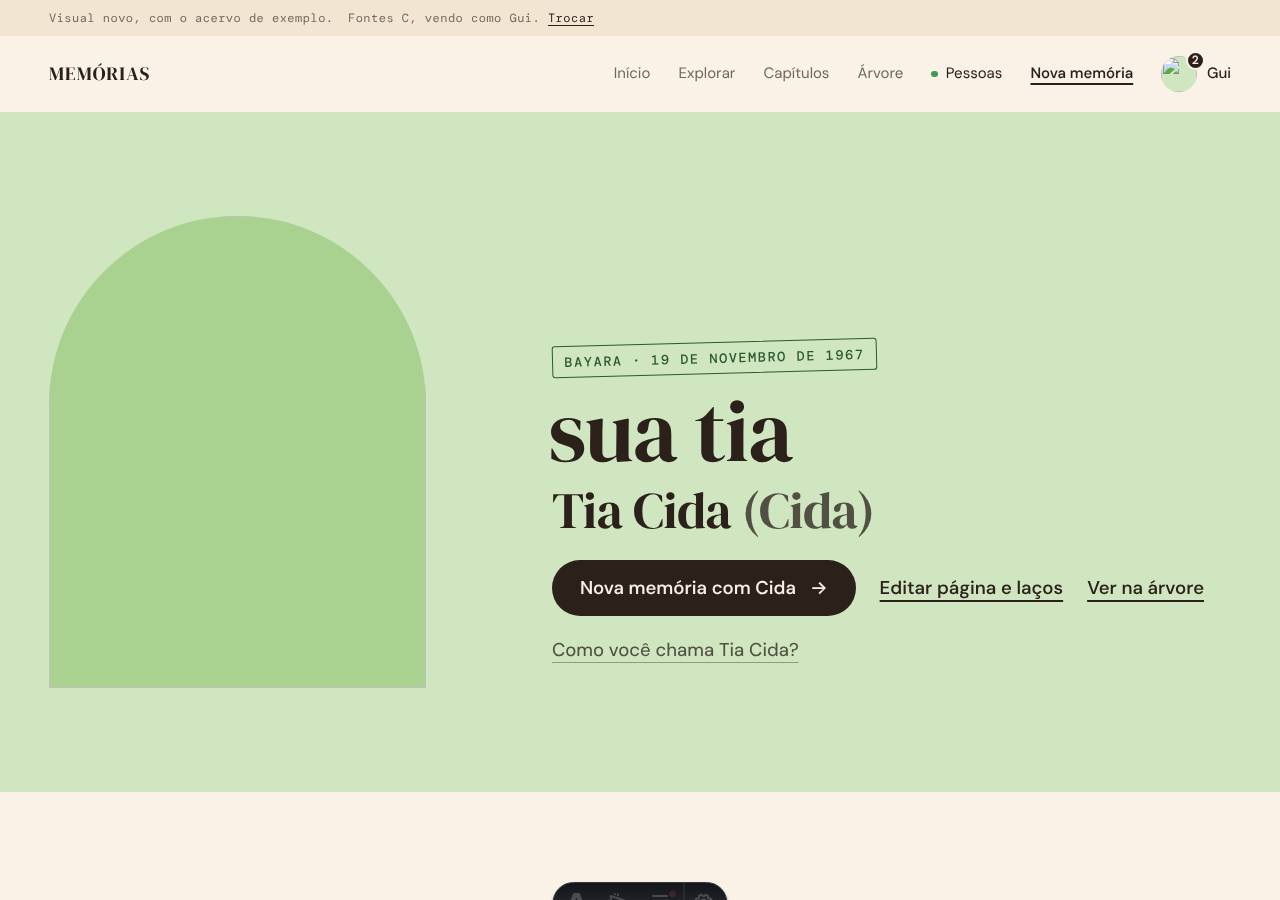 Visual novo, com o acervo de exemplo. Fontes C, vendo como Gui. Trocar
MEMÓRIAS
Início
Explorar
Capítulos
Árvore
Pessoas
Nova memória
2
Gui
BAYARA · 19 DE NOVEMBRO DE 1967
sua tia
Tia Cida (Cida)
Nova memória com Cida →
Editar página e laços
Ver na árvore
Como você chama Tia Cida?